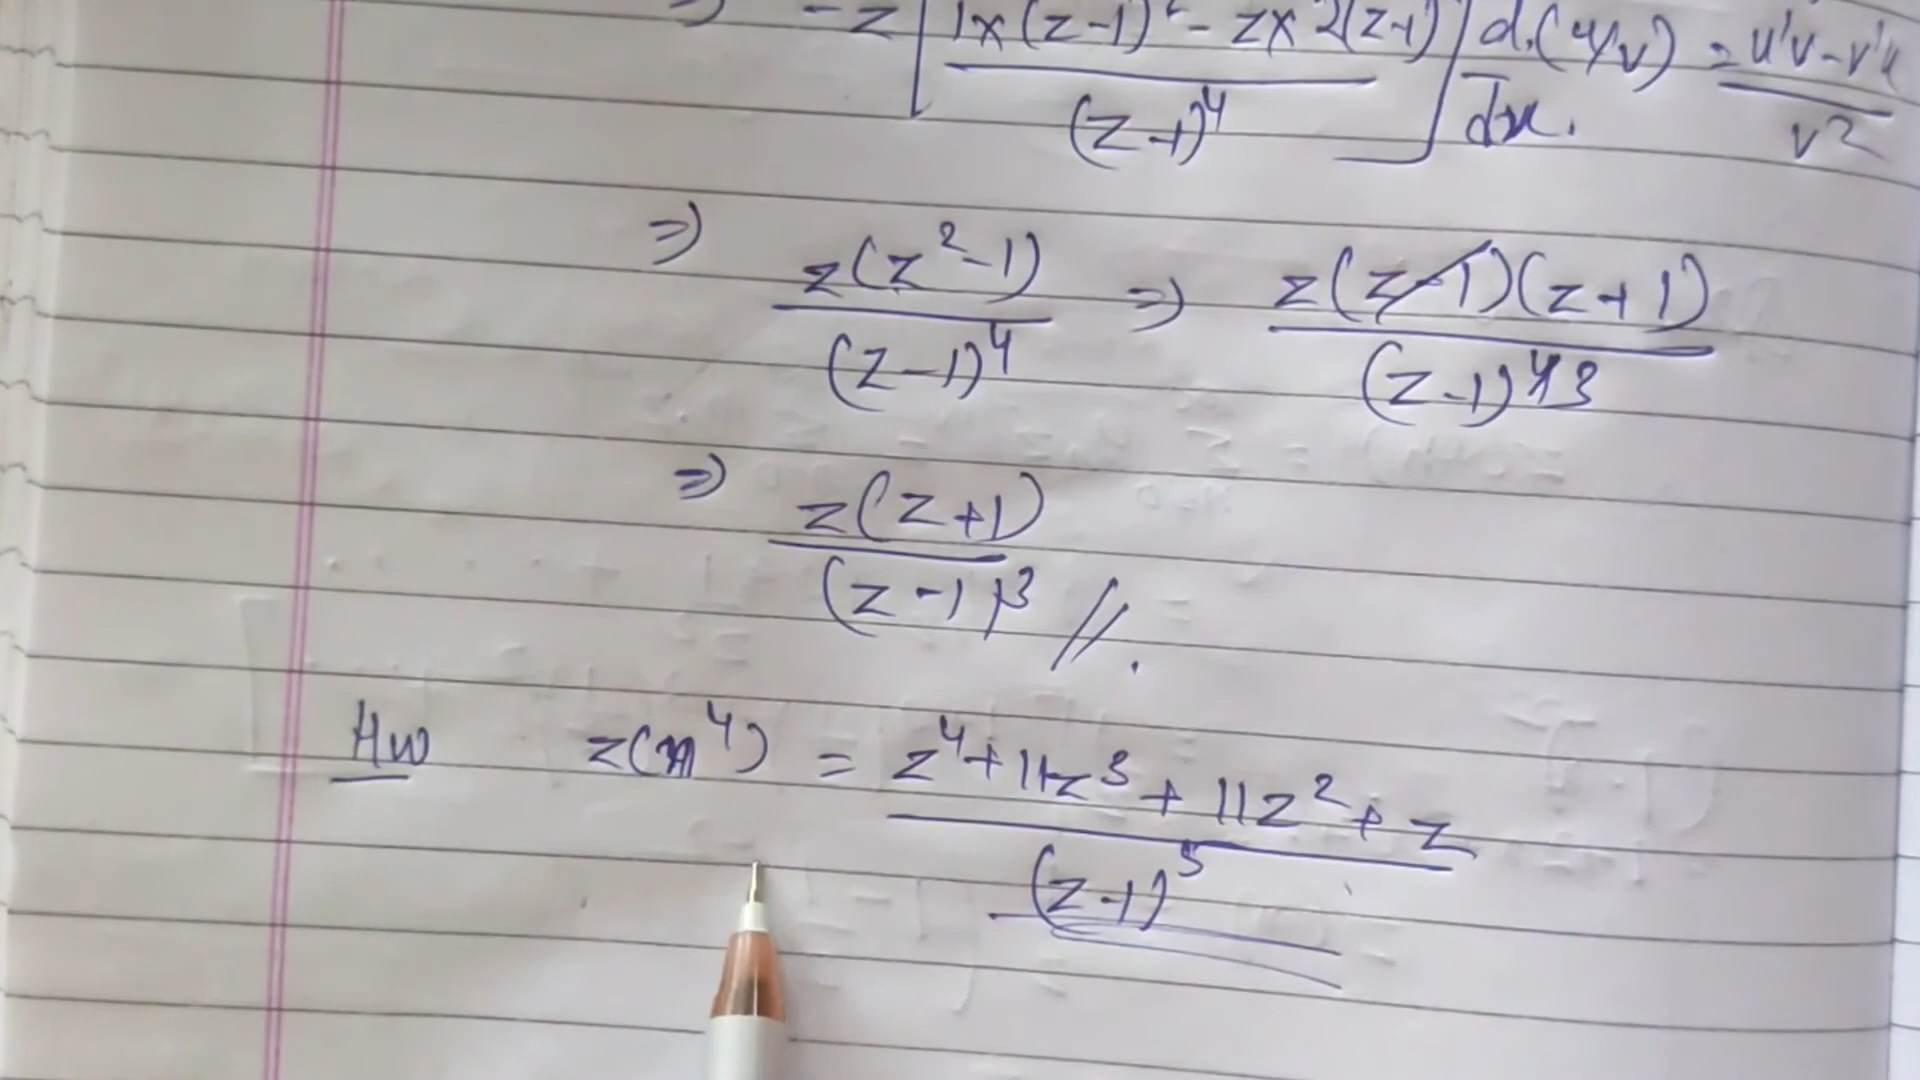 ⇒ -z [ 1×(z-1)² - z×2(z-1) / (z-1)⁴ ] d/dx. (u/v) = u'v - v'u / v²
⇒ z(z²-1) / (z-1)⁴ ⇒ z(z-1)(z+1) / (z-1)⁴ 3
⇒ z(z+1) / (z-1)³ //.
Hw z(n⁴) = z⁴ + 11z³ + 11z² + z / (z-1)⁵